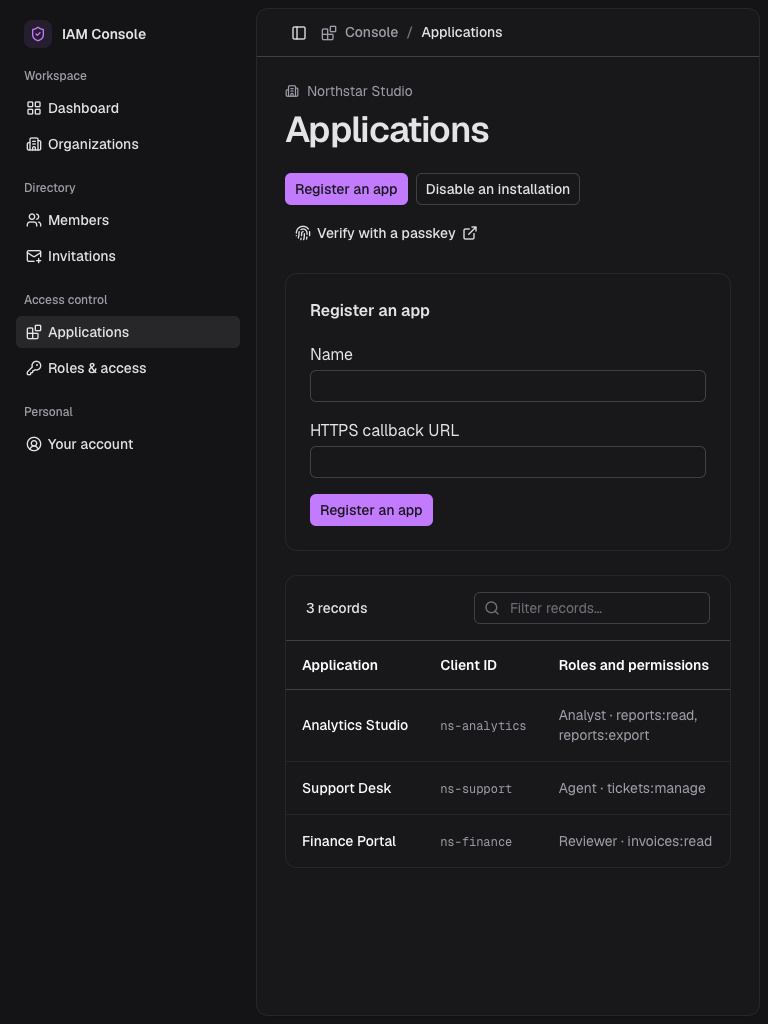 IAM Console
Workspace
Dashboard
Organizations
Directory
Members
Invitations
Access control
Applications
Roles & access
Personal
Your account
Console / Applications
Northstar Studio
Applications
Register an app
Disable an installation
Verify with a passkey
Register an app
Name
HTTPS callback URL
Register an app
3 records
Filter records...
Application Client ID Roles and permissions
Analytics Studio ns-analytics Analyst · reports:read,
reports:export
Support Desk ns-support Agent · tickets:manage
Finance Portal ns-finance Reviewer · invoices:read